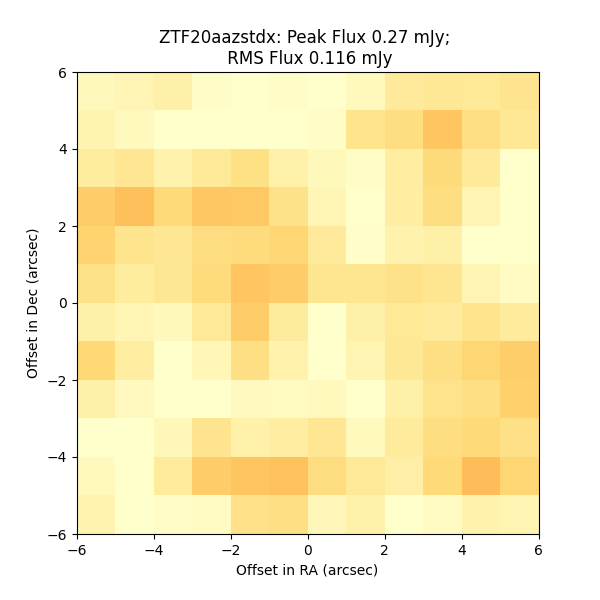 ZTF20aazstdx: Peak Flux 0.27 mJy;
RMS Flux 0.116 mJy
6
4
2
0
−2
−4
−6
Offset in Dec (arcsec)
−6 −4 −2 0 2 4 6
Offset in RA (arcsec)